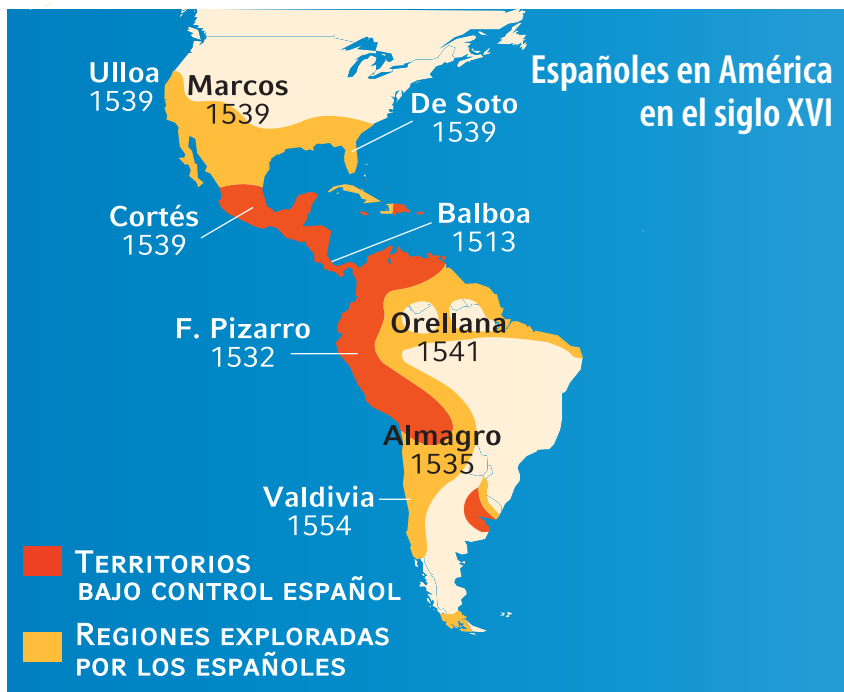 Españoles en América
en el siglo XVI
Ulloa
1539
Marcos
1539
De Soto
1539
Cortés
1539
Balboa
1513
F. Pizarro
1532
Orellana
1541
Almagro
1535
Valdivia
1554
TERRITORIOS
BAJO CONTROL ESPAÑOL
REGIONES EXPLORADAS
POR LOS ESPAÑOLES